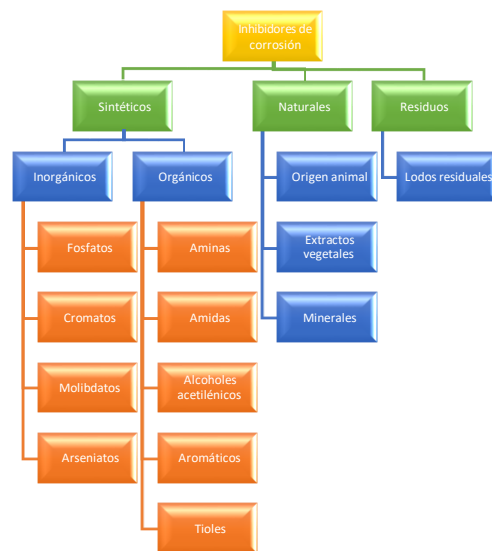 Inhibidores de
corrosión
Sintéticos
Naturales
Residuos
Inorgánicos
Orgánicos
Origen animal
Lodos residuales
Fosfatos
Aminas
Extractos
vegetales
Cromatos
Amidas
Minerales
Molibdatos
Alcoholes
acetilénicos
Arseniatos
Aromáticos
Tioles